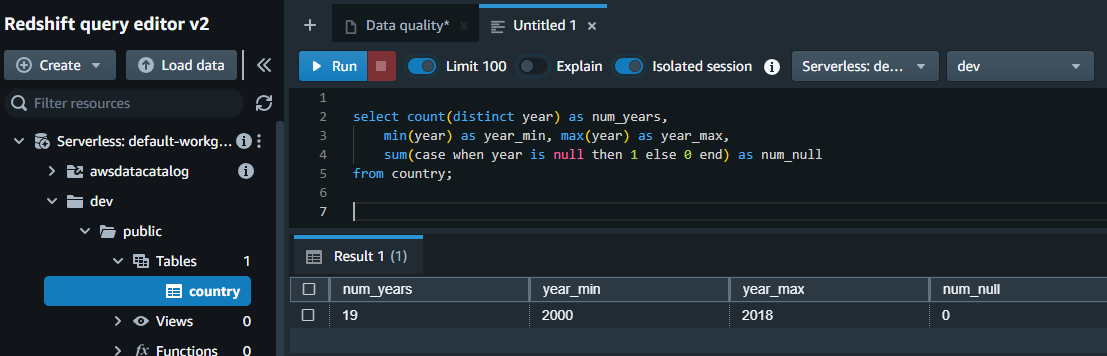 Redshift query editor v2
Create
Load data
Filter resources
Serverless: default-workg...
awsdatacatalog
dev
public
Tables 1
country
Views 0
fx Functions 0
+ Data quality* × Untitled 1 ×
Run Limit 100 Explain Isolated session Serverless: de... dev
1
2 select count(distinct year) as num_years,
3 min(year) as year_min, max(year) as year_max,
4 sum(case when year is null then 1 else 0 end) as num_null
5 from country;
6
7
Result 1 (1)
num_years year_min year_max num_null
19 2000 2018 0